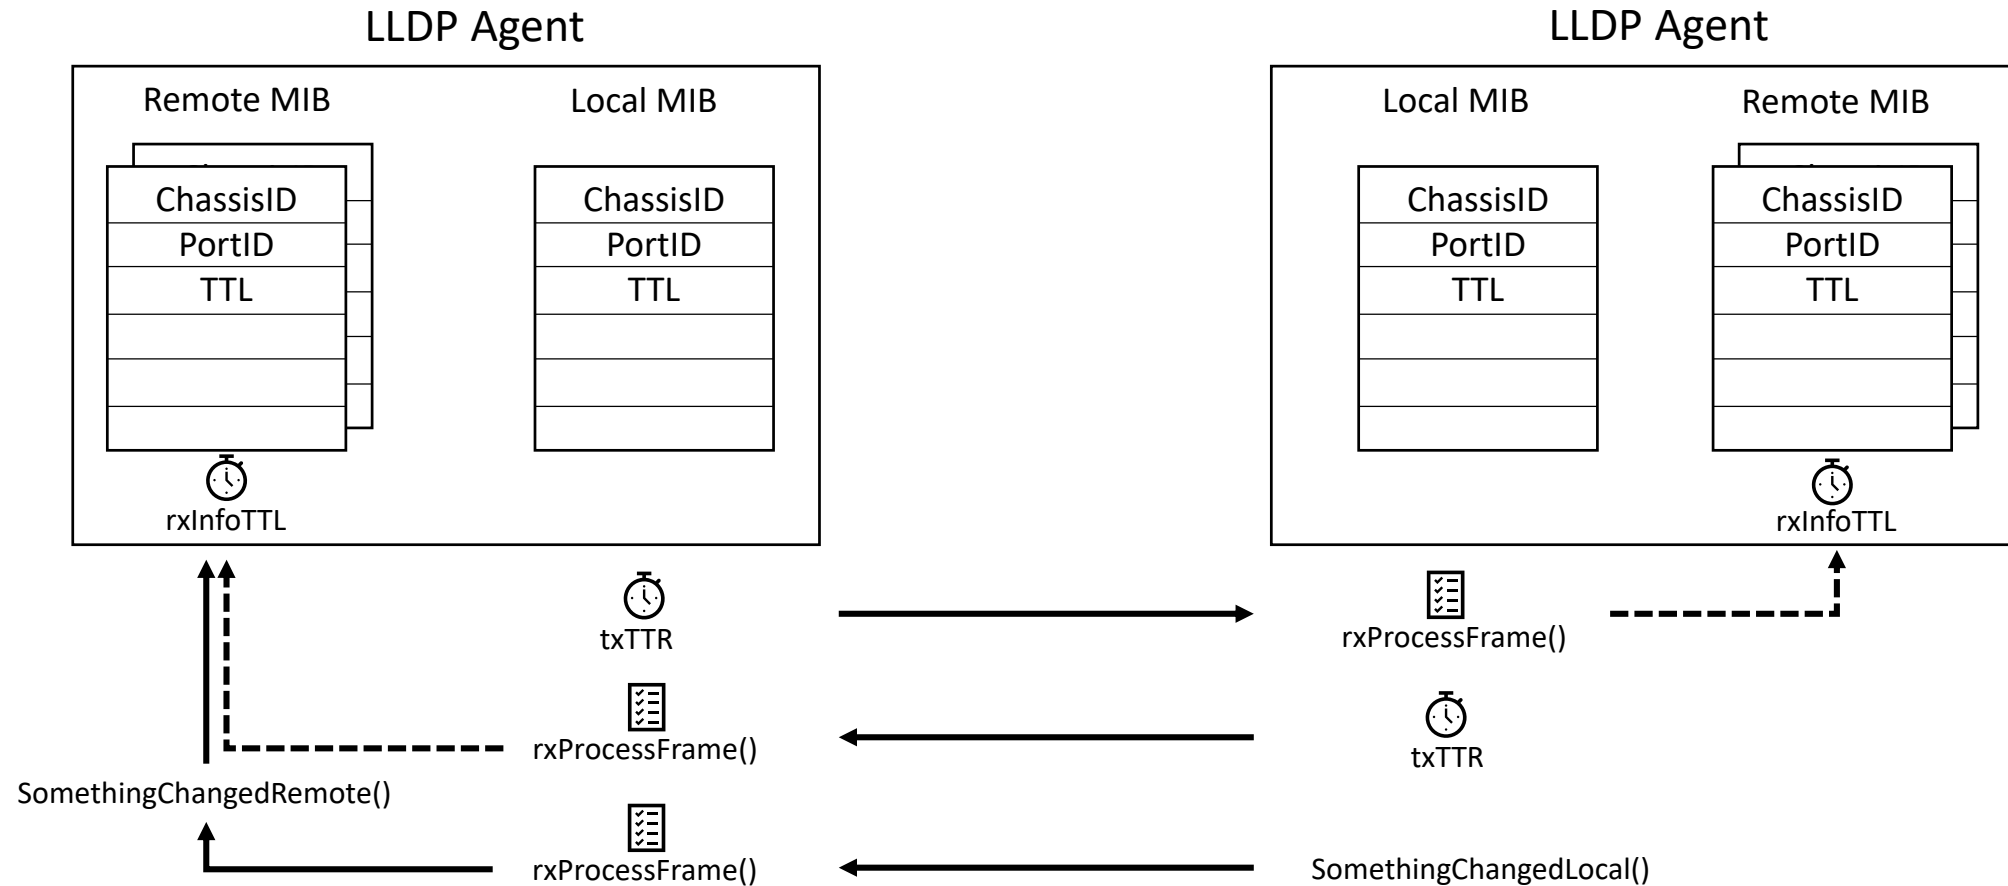 LLDP Agent
LLDP Agent
Remote MIB
Local MIB
Local MIB
Remote MIB
ChassisID
PortID
TTL
ChassisID
PortID
TTL
ChassisID
PortID
TTL
ChassisID
PortID
TTL
rxInfoTTL
rxInfoTTL
txTTR
rxProcessFrame()
rxProcessFrame()
txTTR
SomethingChangedRemote()
rxProcessFrame()
SomethingChangedLocal()